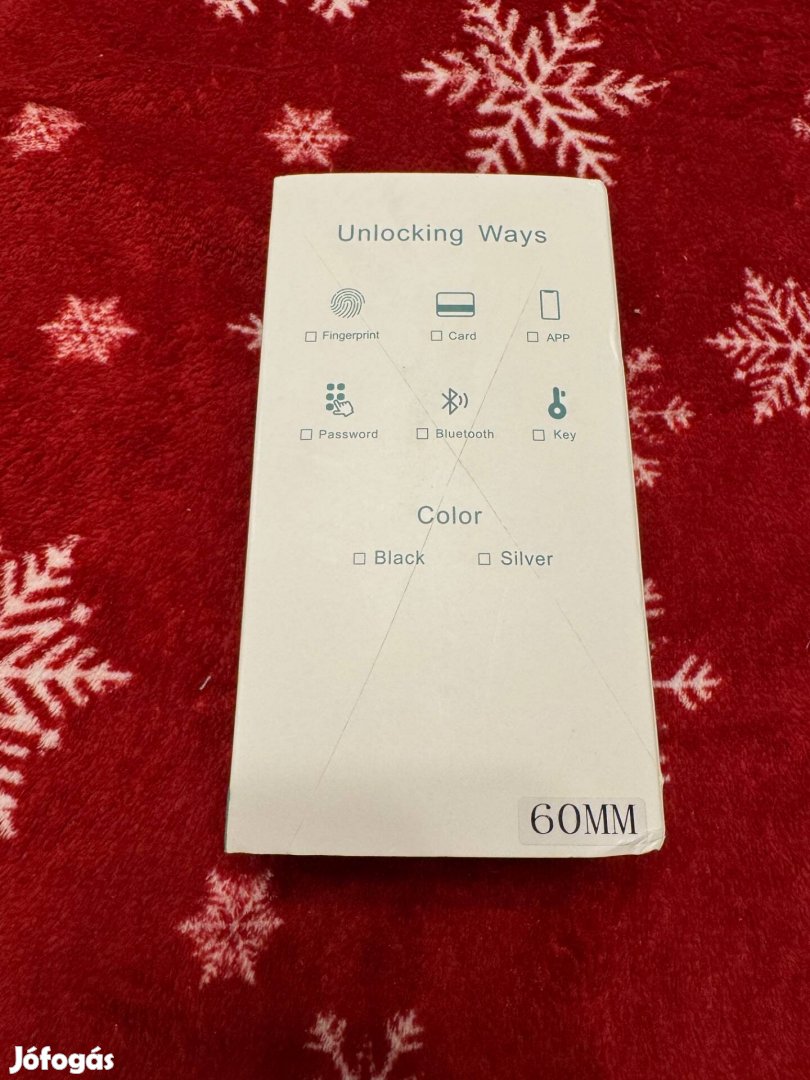 Unlocking Ways
☐ Fingerprint ☐ Card ☐ APP
☐ Password ☐ Bluetooth ☐ Key
Color
☐ Black ☐ Silver
60MM
Jófogás